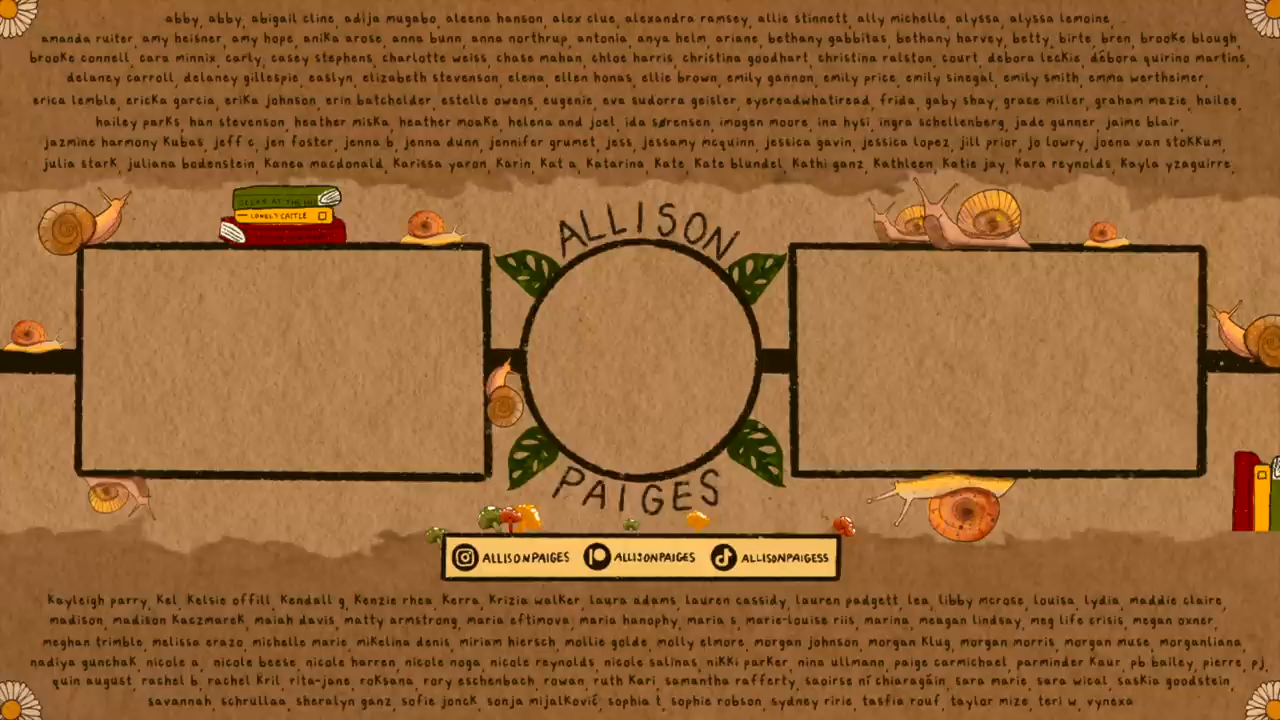 abby, abby, abigail cline, adija mugabo, aleena hanson, alex clue, alexandra ramsey, allie stinnett, ally michelle, alyssa, alyssa lemoine,
amanda ruiter, amy heisner, amy hope, anika arose, anna bunn, anna northrup, antonia, anya helm, ariane, bethany gabbitas, bethany harvey, betty, birte, bren, brooke blough,
brooke connell, cara minnix, carly, casey stephens, charlotte weiss, chase mahan, chloe harris, christina goodhart, christina ralston, court, debora leckie, débora quirino martins,
delaney carroll, delaney gillespie, easlyn, elizabeth stevenson, elena, ellen honas, ellie brown, emily gannon, emily price, emily sinegal, emily smith, emma wertheimer,
erica lemble, ericka garcia, erika johnson, erin batchelder, estelle owens, eugenie, eva sudorra geisler, eyereadwhatiread, frida, gaby shay, grace miller, graham mazie, hailee,
hailey parks, han stevenson, heather miska, heather moake, helena and joel, ida sørensen, imogen moore, ina hysi, ingra schellenberg, jade gunner, jaime blair,
jazmine harmony kubas, jeff c, jen foster, jenna b, jenna dunn, jennifer grumet, jess, jessamy mcquinn, jessica gavin, jessica lopez, jill prior, jo lowry, joena van stokkum,
julia stark, juliana bodenstein, kanea macdonald, karissa yaron, karin, kat a, katarina, kate, kate blundel, kathi ganz, kathleen, katie jay, kara reynolds, kayla yzaguirre,
LONELY CASTLE
ALLISON
PAIGES
ALLISONPAIGES ALLISONPAIGES ALLISONPAIGESS
kayleigh parry, kel, kelsie offill, kendall g, kenzie rhea, kerra, krizia walker, laura adams, lauren cassidy, lauren padgett, lea, libby mcrose, louisa, lydia, maddie claire,
madison, madison kaczmarek, maiah davis, matty armstrong, maria eftimova, maria hanophy, maria s, marie-louise riis, marina, meagan lindsay, meg life crisis, megan oxner,
meghan trimble, melissa erazo, michelle marie, mikelina denis, miriam hiersch, mollie golde, molly elmore, morgan johnson, morgan klug, morgan morris, morgan muse, morganliana,
nadiya gunchak, nicole a, nicole beese, nicole harren, nicole noga, nicole reynolds, nicole salinas, nikki parker, nina ullmann, paige carmichael, parminder kaur, pb bailey, pierre, pj,
quin august, rachel b, rachel kril, rita-jane, roksana, rory eschenbach, rowan, ruth kari, samantha rafferty, saoirse ní chiaragáin, sara marie, sara wical, saskia goodstein,
savannah, schrullaa, sheralyn ganz, sofie jonck, sonja mijalković, sophia t, sophie robson, sydney ririe, tasfia rouf, taylor mize, teri w, vynexa